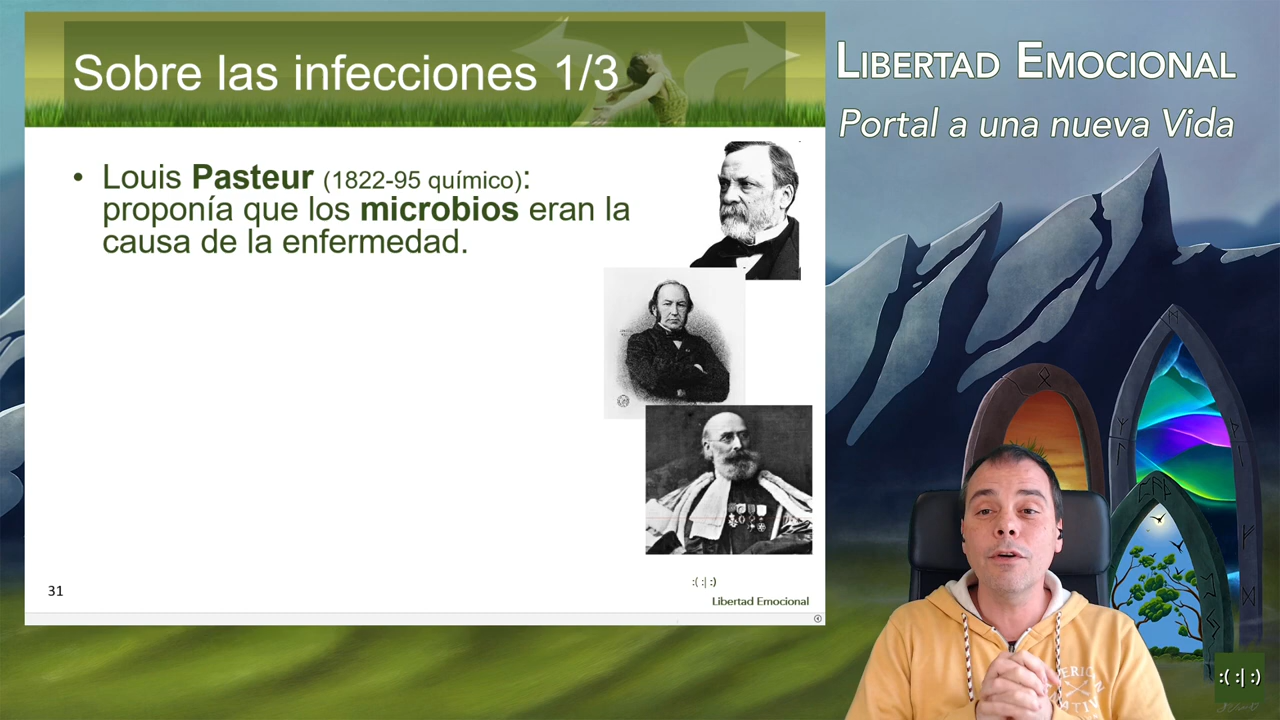 Sobre las infecciones 1/3
• Louis Pasteur (1822-95 químico):
proponía que los microbios eran la
causa de la enfermedad.
31
:( :| :)
Libertad Emocional
LIBERTAD EMOCIONAL
Portal a una nueva Vida
:( :| :)